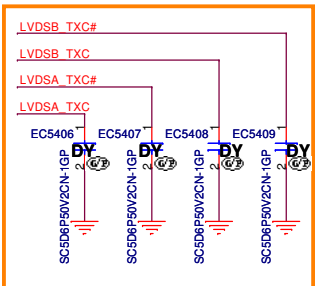 LVDSB_TXC#
LVDSB_TXC
LVDSA_TXC#
LVDSA_TXC
EC5406
EC5407
EC5408
EC5409
1
1
1
1
DY
DY
DY
DY
2
2
2
2
SC5D6P50V2CN-1GP
SC5D6P50V2CN-1GP
SC5D6P50V2CN-1GP
SC5D6P50V2CN-1GP